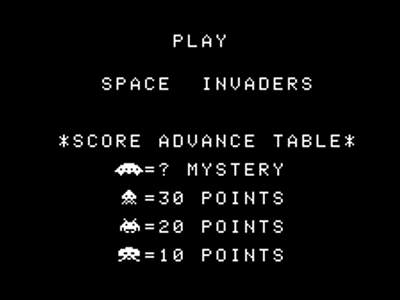 PLAY
SPACE INVADERS
*SCORE ADVANCE TABLE*
=? MYSTERY
=30 POINTS
=20 POINTS
=10 POINTS